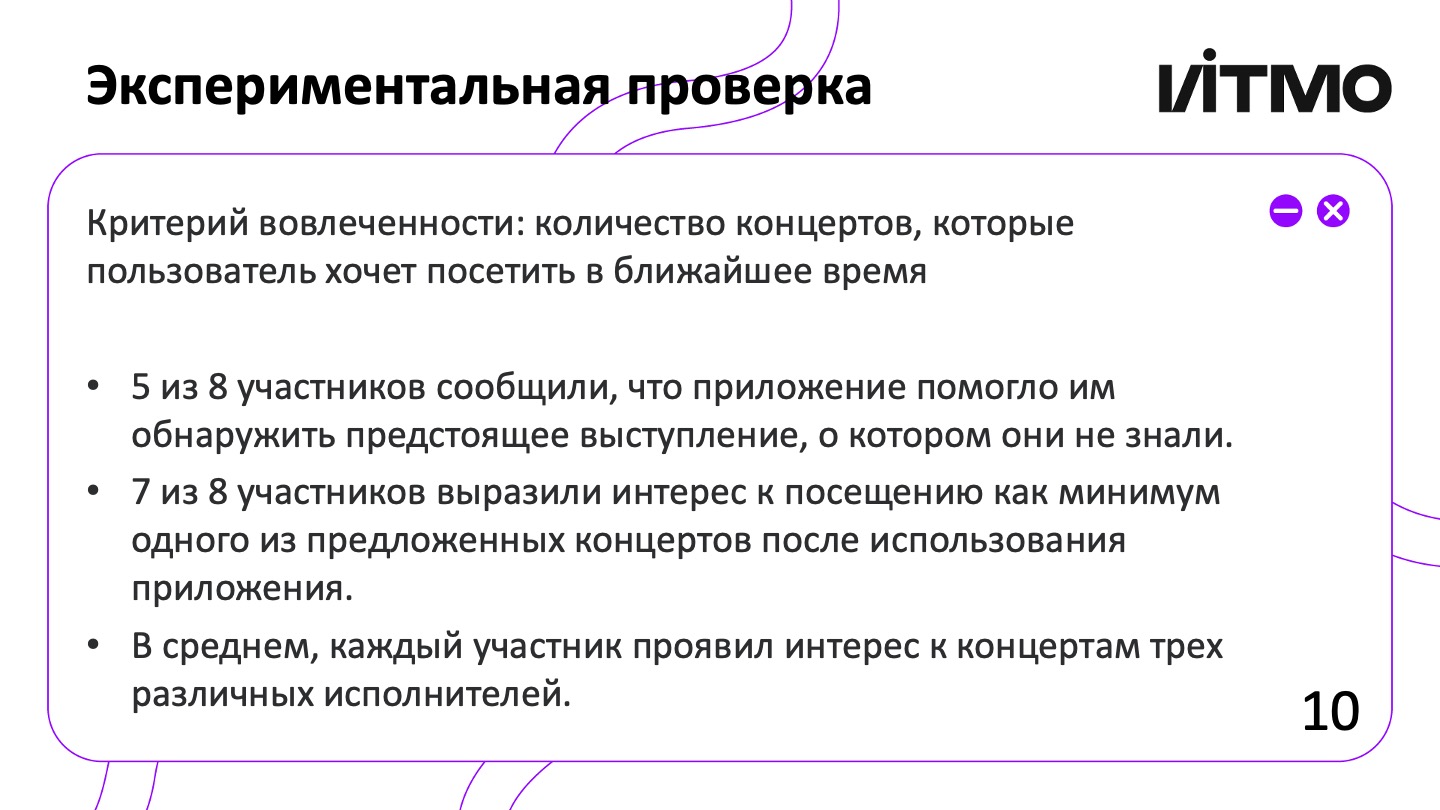 Экспериментальная проверка
ИТМО
Критерий вовлеченности: количество концертов, которые
пользователь хочет посетить в ближайшее время
• 5 из 8 участников сообщили, что приложение помогло им
обнаружить предстоящее выступление, о котором они не знали.
• 7 из 8 участников выразили интерес к посещению как минимум
одного из предложенных концертов после использования
приложения.
• В среднем, каждый участник проявил интерес к концертам трех
различных исполнителей.
10